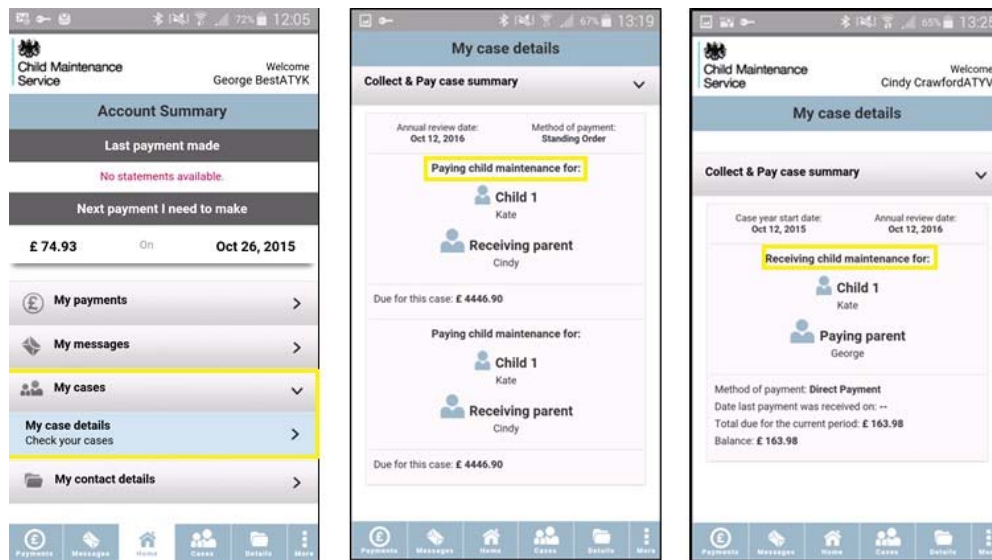 72% 12:05
Child Maintenance
Service
Welcome
George BestATYK
Account Summary
Last payment made
No statements available.
Next payment I need to make
£ 74.93 On Oct 26, 2015
£ My payments
My messages
My cases
My case details
Check your cases
My contact details
£
Payments Messages Home Cases Details More
67% 13:19
My case details
Collect & Pay case summary
Annual review date: Method of payment:
Oct 12, 2016 Standing Order
Paying child maintenance for:
Child 1
Kate
Receiving parent
Cindy
Due for this case: £ 4446.90
Paying child maintenance for:
Child 1
Kate
Receiving parent
Cindy
Due for this case: £ 4446.90
£
Payments Messages Home Cases Details More
65% 13:25
Child Maintenance
Service
Welcome
Cindy CrawfordATYV
My case details
Collect & Pay case summary
Case year start date: Annual review date:
Oct 12, 2015 Oct 12, 2016
Receiving child maintenance for:
Child 1
Kate
Paying parent
George
Method of payment: Direct Payment
Date last payment was received on: --
Total due for the current period: £ 163.98
Balance: £ 163.98
£
Payments Messages Home Cases Details More